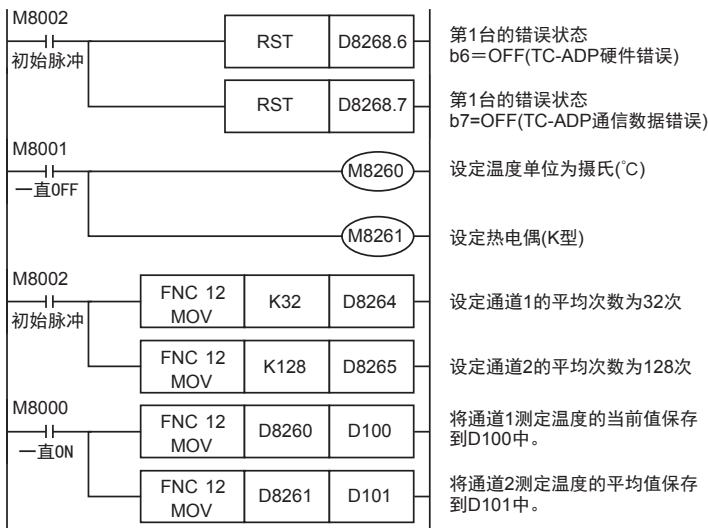 M8002
RST D8268.6
第1台的错误状态
b6＝OFF(TC-ADP硬件错误)
初始脉冲
RST D8268.7
第1台的错误状态
b7=OFF(TC-ADP通信数据错误)
M8001
M8260
设定温度单位为摄氏(℃)
一直OFF
M8261
设定热电偶(K型)
M8002
FNC 12
MOV
K32 D8264
设定通道1的平均次数为32次
初始脉冲
FNC 12
MOV
K128 D8265
设定通道2的平均次数为128次
M8000
FNC 12
MOV
D8260 D100
将通道1测定温度的当前值保存
到D100中。
一直ON
FNC 12
MOV
D8261 D101
将通道2测定温度的平均值保存
到D101中。